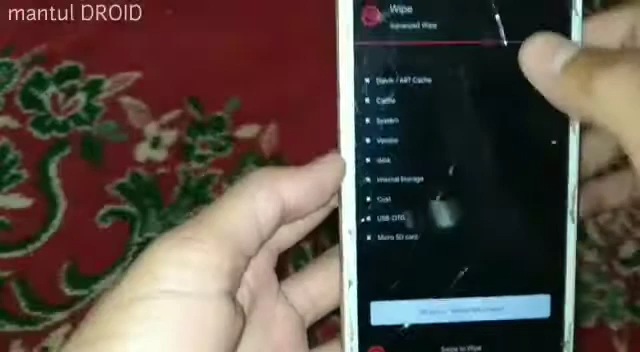 mantul DROID
Wipe
Advanced Wipe
Dalvik / ART Cache
Cache
System
Vendor
Data
Internal Storage
Cust
USB OTG
Micro SD card
Swipe to Wipe